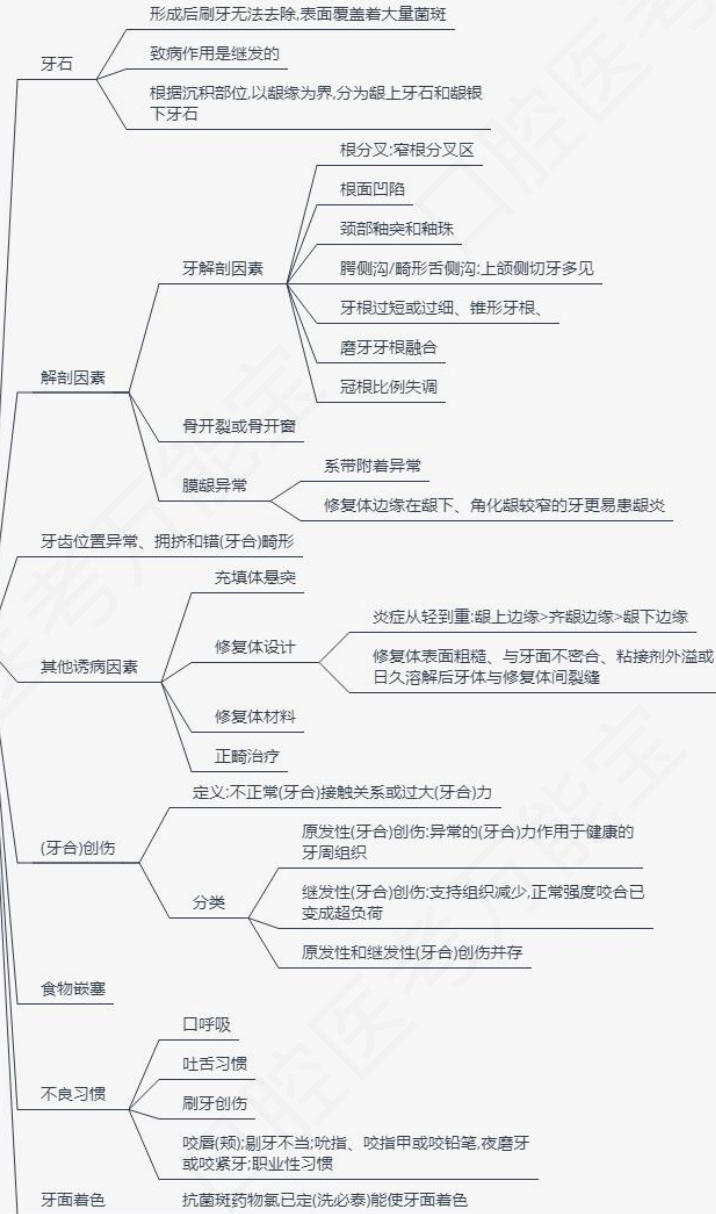 形成后刷牙无法去除,表面覆盖着大量菌斑
牙石
致病作用是继发的
根据沉积部位,以龈缘为界,分为龈上牙石和龈银
下牙石
根分叉:窄根分叉区
根面凹陷
颈部釉突和釉珠
牙解剖因素
腭侧沟/畸形舌侧沟:上颌侧切牙多见
牙根过短或过细、锥形牙根、
磨牙牙根融合
解剖因素
冠根比例失调
骨开裂或骨开窗
系带附着异常
膜龈异常
修复体边缘在龈下、角化龈较窄的牙更易患龈炎
牙齿位置异常、拥挤和错(牙合)畸形
充填体悬突
炎症从轻到重:龈上边缘>齐龈边缘>龈下边缘
修复体设计
其他诱病因素
修复体表面粗糙、与牙面不密合、粘接剂外溢或
日久溶解后牙体与修复体间裂缝
修复体材料
正畸治疗
定义:不正常(牙合)接触关系或过大(牙合)力
(牙合)创伤
原发性(牙合)创伤:异常的(牙合)力作用于健康的
牙周组织
分类
继发性(牙合)创伤:支持组织减少,正常强度咬合已
变成超负荷
原发性和继发性(牙合)创伤并存
食物嵌塞
口呼吸
吐舌习惯
不良习惯
刷牙创伤
咬唇(颊);剔牙不当;吮指、咬指甲或咬铅笔,夜磨牙
或咬紧牙;职业性习惯
牙面着色
抗菌斑药物氯已定(洗必泰)能使牙面着色
口腔医考万能宝